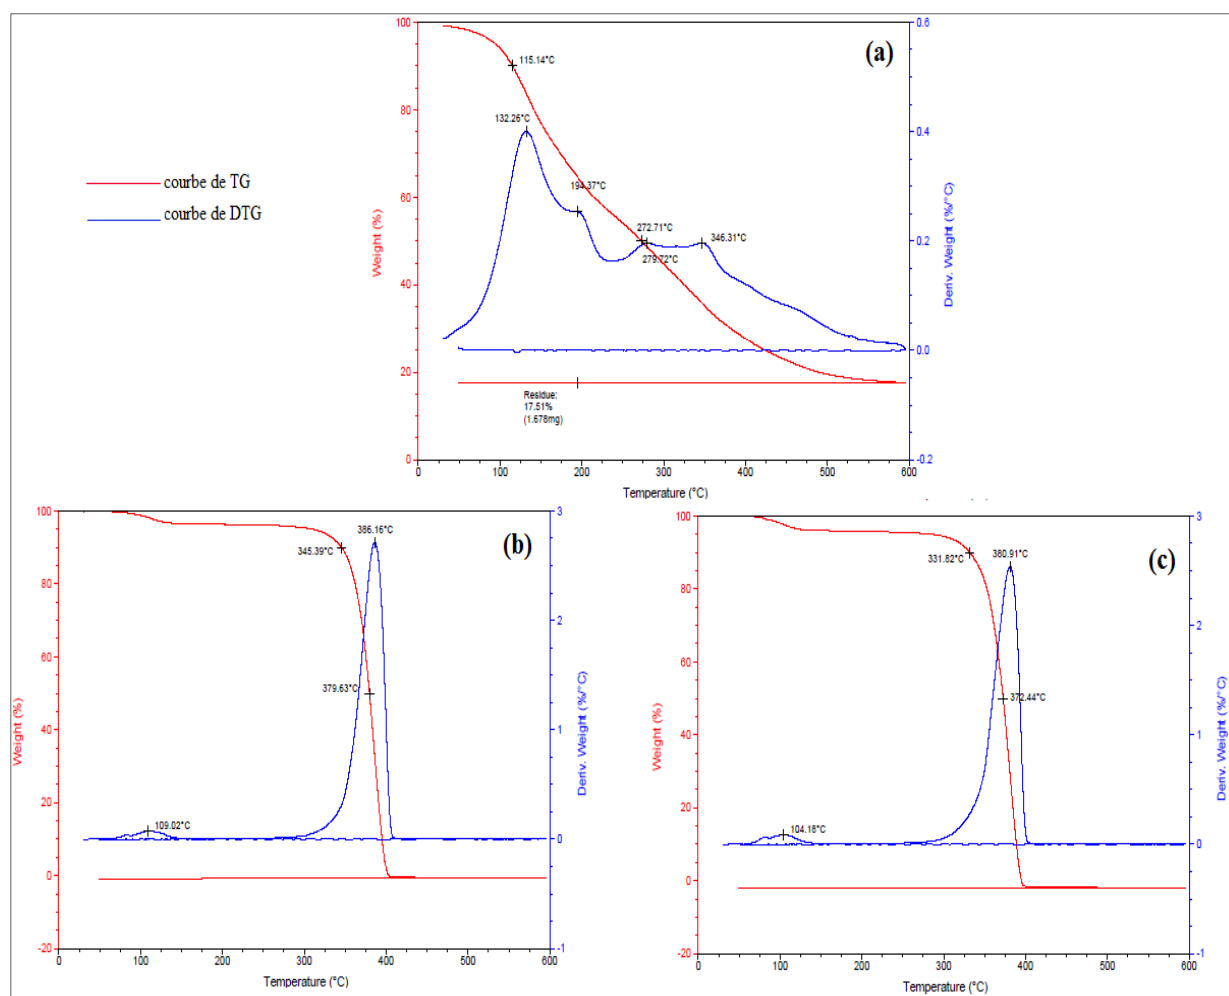 (a)
courbe de TG
courbe de DTG
100
80
60
40
20
0
Weight (%)
0.6
0.4
0.2
0.0
-0.2
Deriv. Weight (%/°C)
115.14°C
132.26°C
194.37°C
272.71°C
279.72°C
346.31°C
Residue:
17.51%
(1.678mg)
0 100 200 300 400 500 600
Temperature (°C)
(b)
100
80
60
40
20
0
-20
Weight (%)
3
2
1
0
-1
Deriv. Weight (%/°C)
386.16°C
345.39°C
379.63°C
109.02°C
0 100 200 300 400 500 600
Temperature (°C)
(c)
100
80
60
40
20
0
-20
Weight (%)
3
2
1
0
-1
Deriv. Weight (%/°C)
331.82°C
380.91°C
372.44°C
104.18°C
0 100 200 300 400 500 600
Temperature (°C)